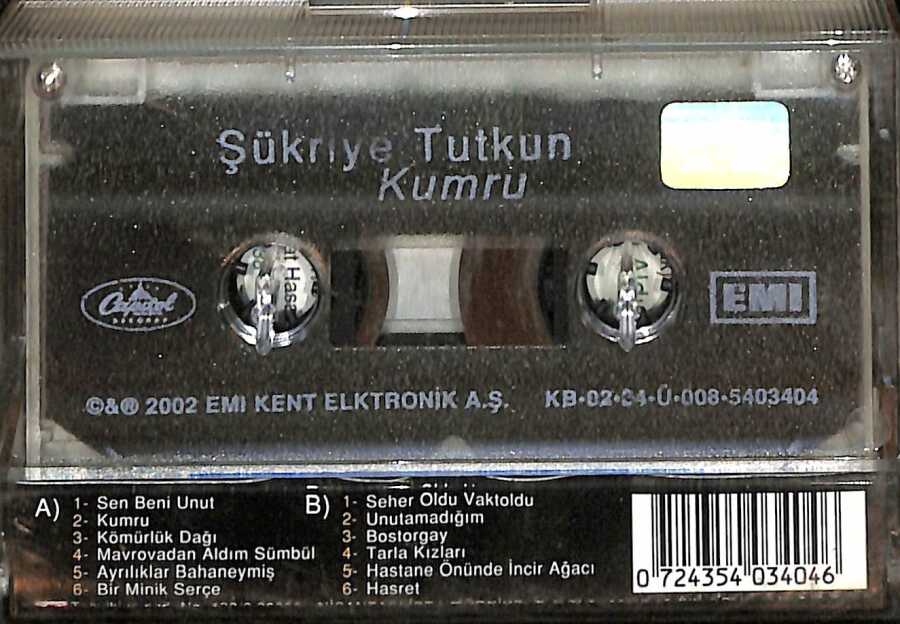 Şükriye Tutkun
Kumru
Capitol
RECORDS
EMI
©&℗ 2002 EMI KENT ELKTRONİK A.Ş. KB·02·34·Ü·008·5403404
A) 1- Sen Beni Unut
2- Kumru
3- Kömürlük Dağı
4- Mavrovadan Aldım Sümbül
5- Ayrılıklar Bahaneymiş
6- Bir Minik Serçe
B) 1- Seher Oldu Vaktoldu
2- Unutamadığım
3- Bostorgay
4- Tarla Kızları
5- Hastane Önünde İncir Ağacı
6- Hasret
0 724354 034046